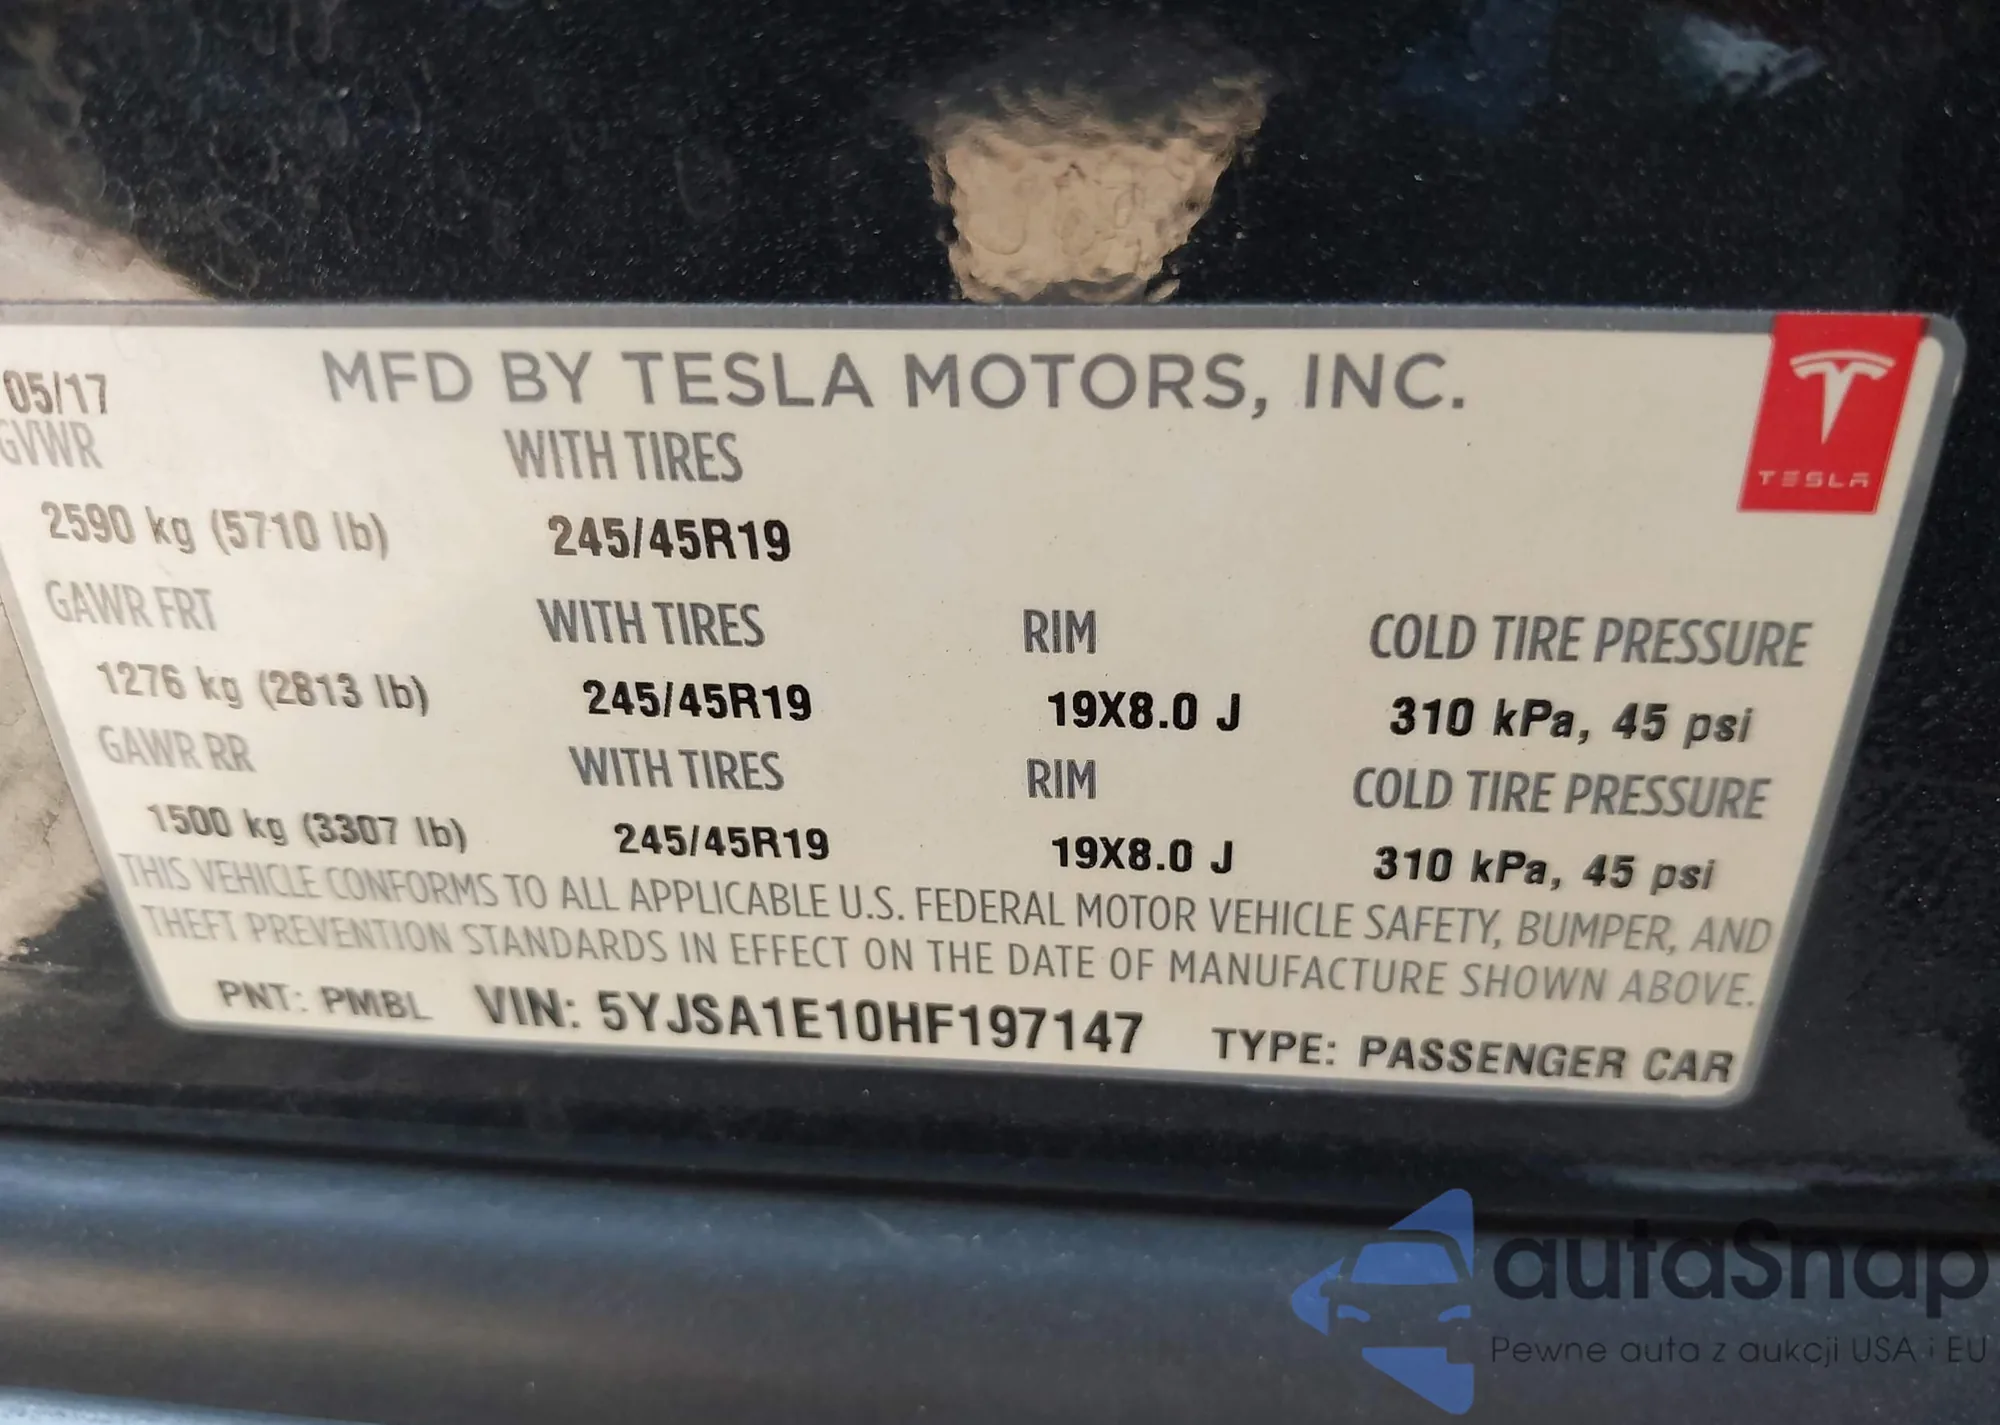 05/17 MFD BY TESLA MOTORS, INC.
TESLA
GVWR WITH TIRES
2590 kg (5710 lb) 245/45R19
GAWR FRT WITH TIRES RIM COLD TIRE PRESSURE
1276 kg (2813 lb) 245/45R19 19X8.0 J 310 kPa, 45 psi
GAWR RR WITH TIRES RIM COLD TIRE PRESSURE
1500 kg (3307 lb) 245/45R19 19X8.0 J 310 kPa, 45 psi
THIS VEHICLE CONFORMS TO ALL APPLICABLE U.S. FEDERAL MOTOR VEHICLE SAFETY, BUMPER, AND
THEFT PREVENTION STANDARDS IN EFFECT ON THE DATE OF MANUFACTURE SHOWN ABOVE.
PNT: PMBL VIN: 5YJSA1E10HF197147 TYPE: PASSENGER CAR
autaSnap
Pewne auta z aukcji USA i EU